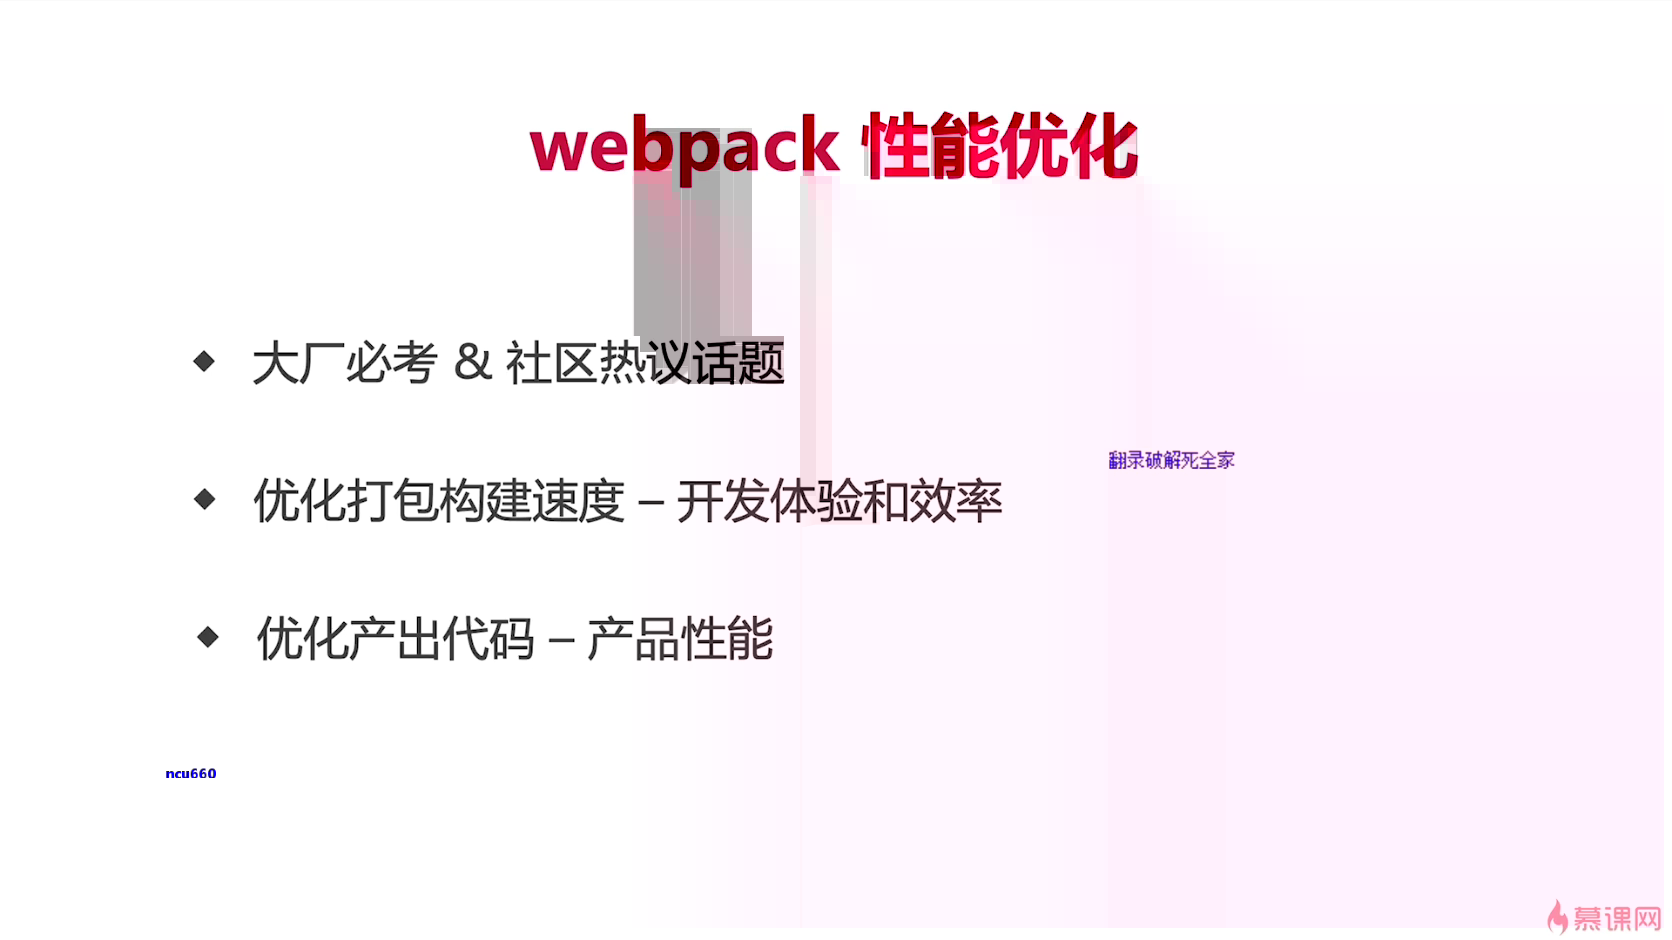 webpack 性能优化
◆ 大厂必考 & 社区热议话题
翻录破解死全家
◆ 优化打包构建速度 – 开发体验和效率
◆ 优化产出代码 – 产品性能
ncu660
慕课网